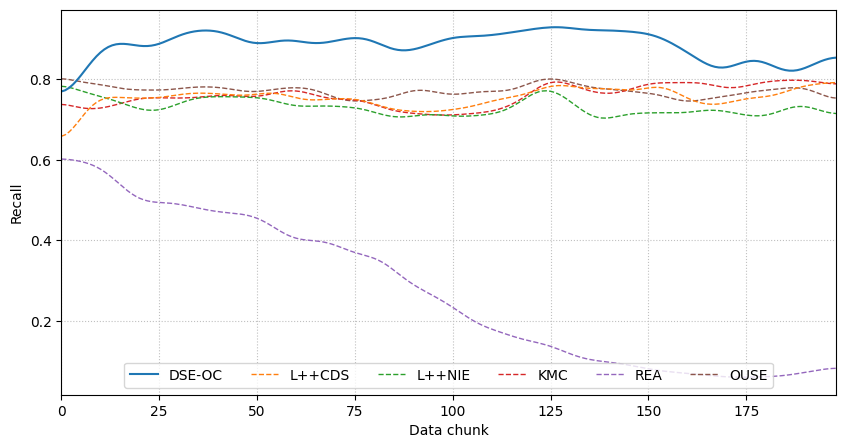 Recall
0.8
0.6
0.4
0.2
DSE-OC L++CDS L++NIE KMC REA OUSE
0 25 50 75 100 125 150 175
Data chunk